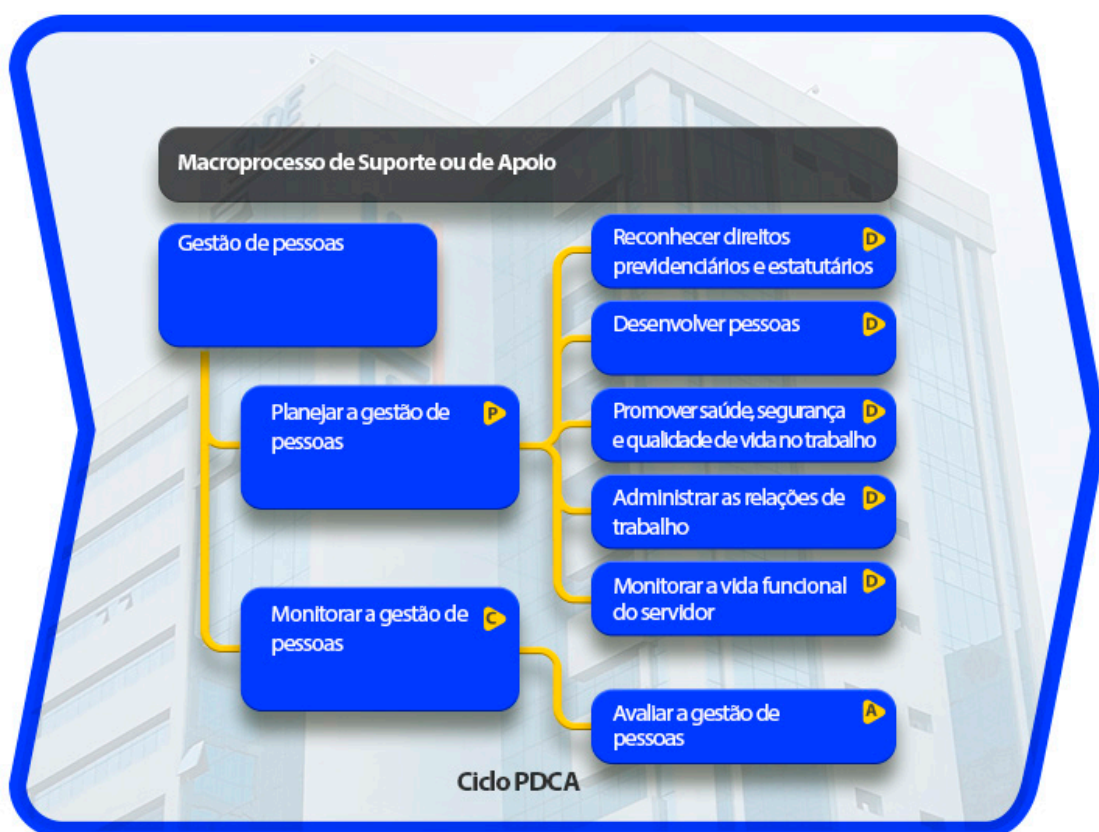 Macroprocesso de Suporte ou de Apoio
Gestão de pessoas
Planejar a gestão de
pessoas
P
Reconhecer direitos
previdenciários e estatutários
D
Desenvolver pessoas
D
Promover saúde, segurança
e qualidade de vida no trabalho
D
Administrar as relações de
trabalho
D
Monitorar a vida funcional
do servidor
D
Monitorar a gestão de
pessoas
C
Avaliar a gestão de
pessoas
A
Ciclo PDCA